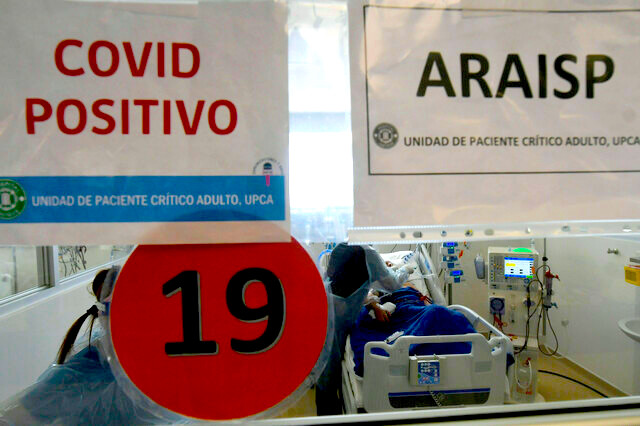 COVID
POSITIVO
UNIDAD DE PACIENTE CRÍTICO ADULTO, UPCA
ARAISP
UNIDAD DE PACIENTE CRÍTICO ADULTO, UPCA
19